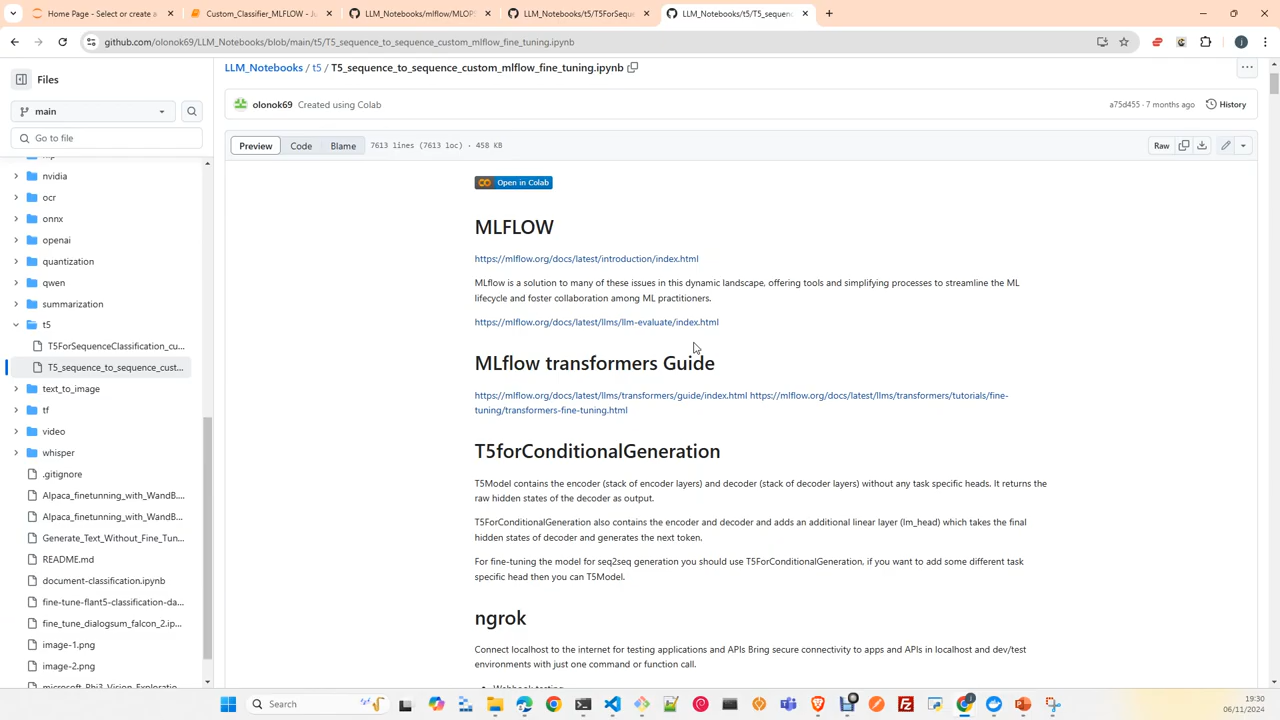 Home Page - Select or create a
Custom_Classifier_MLFLOW - Ju
LLM_Notebooks/mlflow/MLOPS
LLM_Notebooks/t5/T5ForSeque
LLM_Notebooks/t5/T5_sequenc
github.com/olonok69/LLM_Notebooks/blob/main/t5/T5_sequence_to_sequence_custom_mlflow_fine_tuning.ipynb
Files
LLM_Notebooks / t5 / T5_sequence_to_sequence_custom_mlflow_fine_tuning.ipynb
main
olonok69 Created using Colab
a75d455 · 7 months ago
History
Go to file
Preview
Code
Blame
7613 lines (7613 loc) · 458 KB
Raw
nvidia
ocr
onnx
openai
quantization
qwen
summarization
t5
T5ForSequenceClassification_cu...
T5_sequence_to_sequence_cust...
text_to_image
tf
video
whisper
.gitignore
Alpaca_finetunning_with_WandB....
Alpaca_finetunning_with_WandB...
Generate_Text_Without_Fine_Tun...
README.md
document-classification.ipynb
fine-tune-flant5-classification-da...
fine_tune_dialogsum_falcon_2.ip...
image-1.png
image-2.png
microsoft_Phi3_Vision_Exploratio...
Open in Colab
MLFLOW
https://mlflow.org/docs/latest/introduction/index.html
MLflow is a solution to many of these issues in this dynamic landscape, offering tools and simplifying processes to streamline the ML
lifecycle and foster collaboration among ML practitioners.
https://mlflow.org/docs/latest/llms/llm-evaluate/index.html
MLflow transformers Guide
https://mlflow.org/docs/latest/llms/transformers/guide/index.html https://mlflow.org/docs/latest/llms/transformers/tutorials/fine-
tuning/transformers-fine-tuning.html
T5forConditionalGeneration
T5Model contains the encoder (stack of encoder layers) and decoder (stack of decoder layers) without any task specific heads. It returns the
raw hidden states of the decoder as output.
T5ForConditionalGeneration also contains the encoder and decoder and adds an additional linear layer (lm_head) which takes the final
hidden states of decoder and generates the next token.
For fine-tuning the model for seq2seq generation you should use T5ForConditionalGeneration, if you want to add some different task
specific head then you can T5Model.
ngrok
Connect localhost to the internet for testing applications and APIs Bring secure connectivity to apps and APIs in localhost and dev/test
environments with just one command or function call.
Webhook testing
Search
19:30
06/11/2024